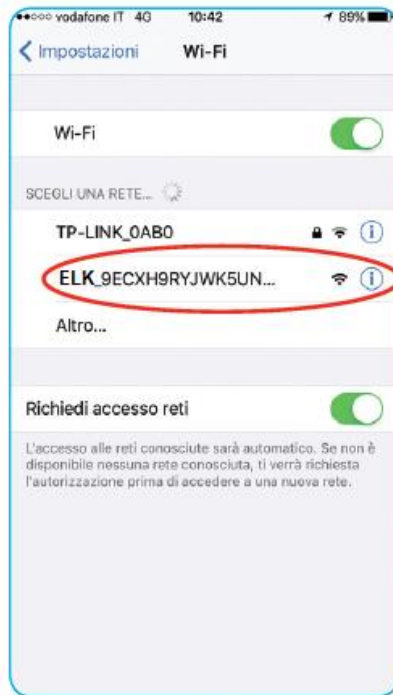 vodafone IT 4G 10:42 89%
Impostazioni Wi-Fi
Wi-Fi
SCEGLI UNA RETE...
TP-LINK_0AB0
ELK_9ECXH9RYJWK5UN...
Altro...
Richiedi accesso reti
L'accesso alle reti conosciute sarà automatico. Se non è
disponibile nessuna rete conosciuta, ti verrà richiesta
l'autorizzazione prima di accedere a una nuova rete.